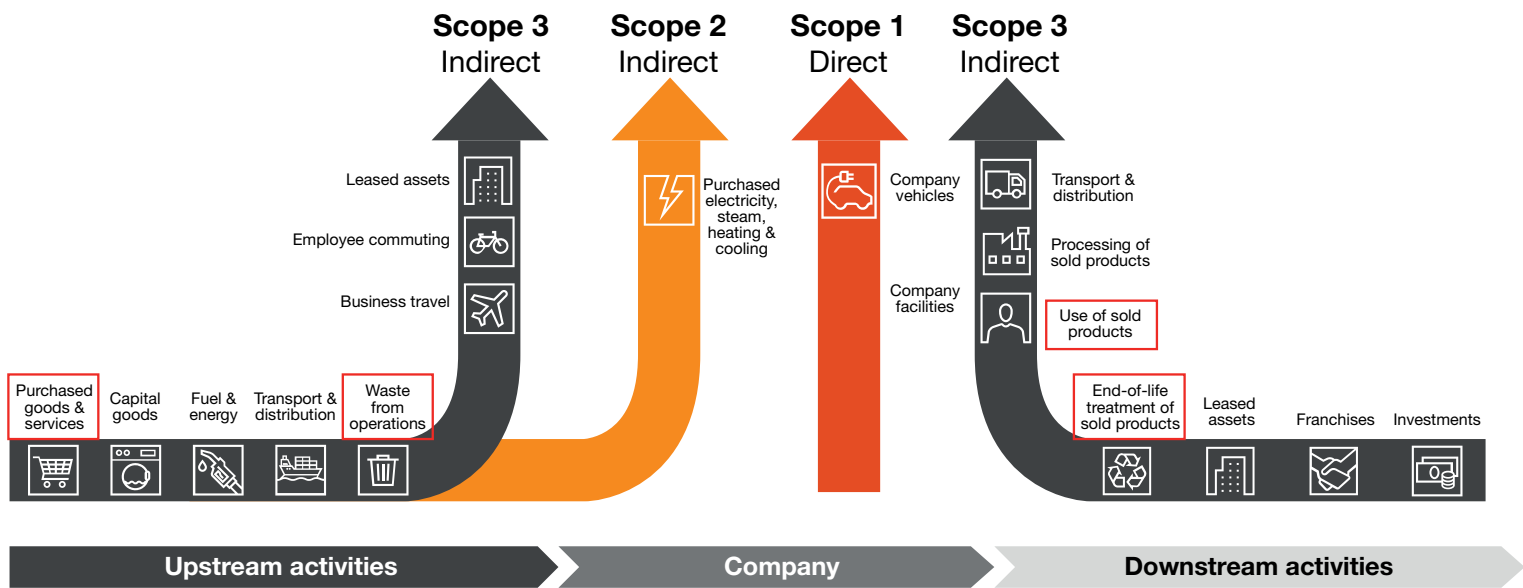 Scope 3
Indirect
Scope 2
Indirect
Scope 1
Direct
Scope 3
Indirect
Leased assets
Employee commuting
Business travel
Purchased
goods &
services
Capital
goods
Fuel &
energy
Transport &
distribution
Waste
from
operations
Purchased
electricity,
steam,
heating &
cooling
Company
vehicles
Company
facilities
Transport &
distribution
Processing of
sold products
Use of sold
products
End-of-life
treatment of
sold products
Leased
assets
Franchises
Investments
Upstream activities
Company
Downstream activities